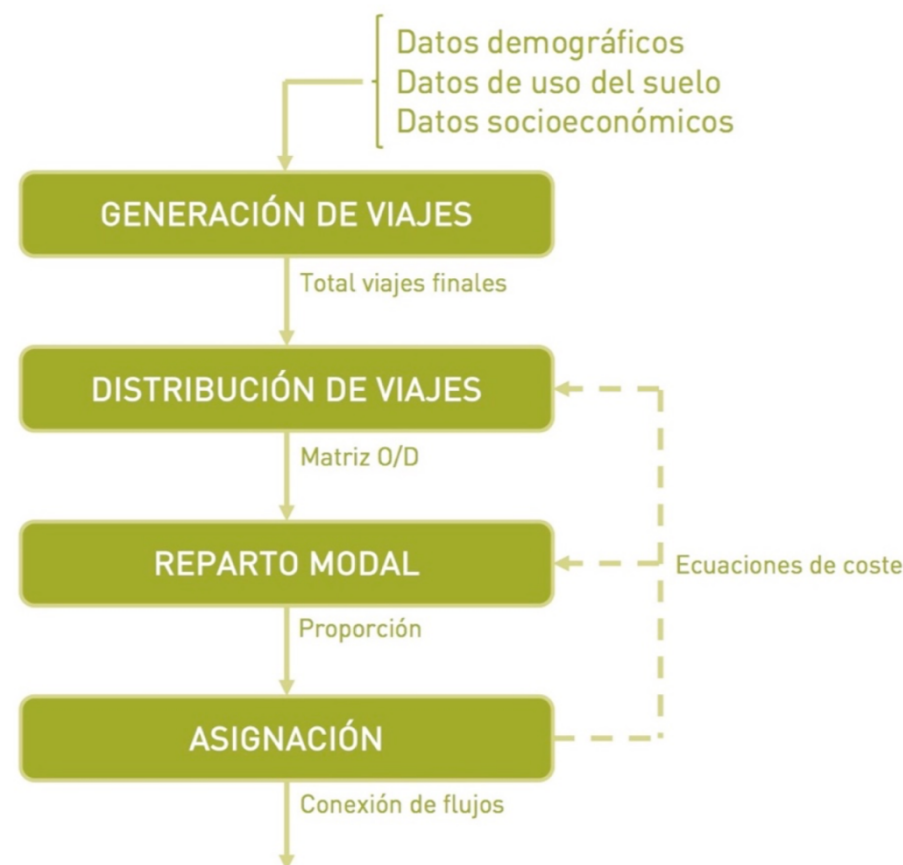 Datos demográficos
Datos de uso del suelo
Datos socioeconómicos
GENERACIÓN DE VIAJES
Total viajes finales
DISTRIBUCIÓN DE VIAJES
Matriz O/D
REPARTO MODAL
Ecuaciones de coste
Proporción
ASIGNACIÓN
Conexión de flujos